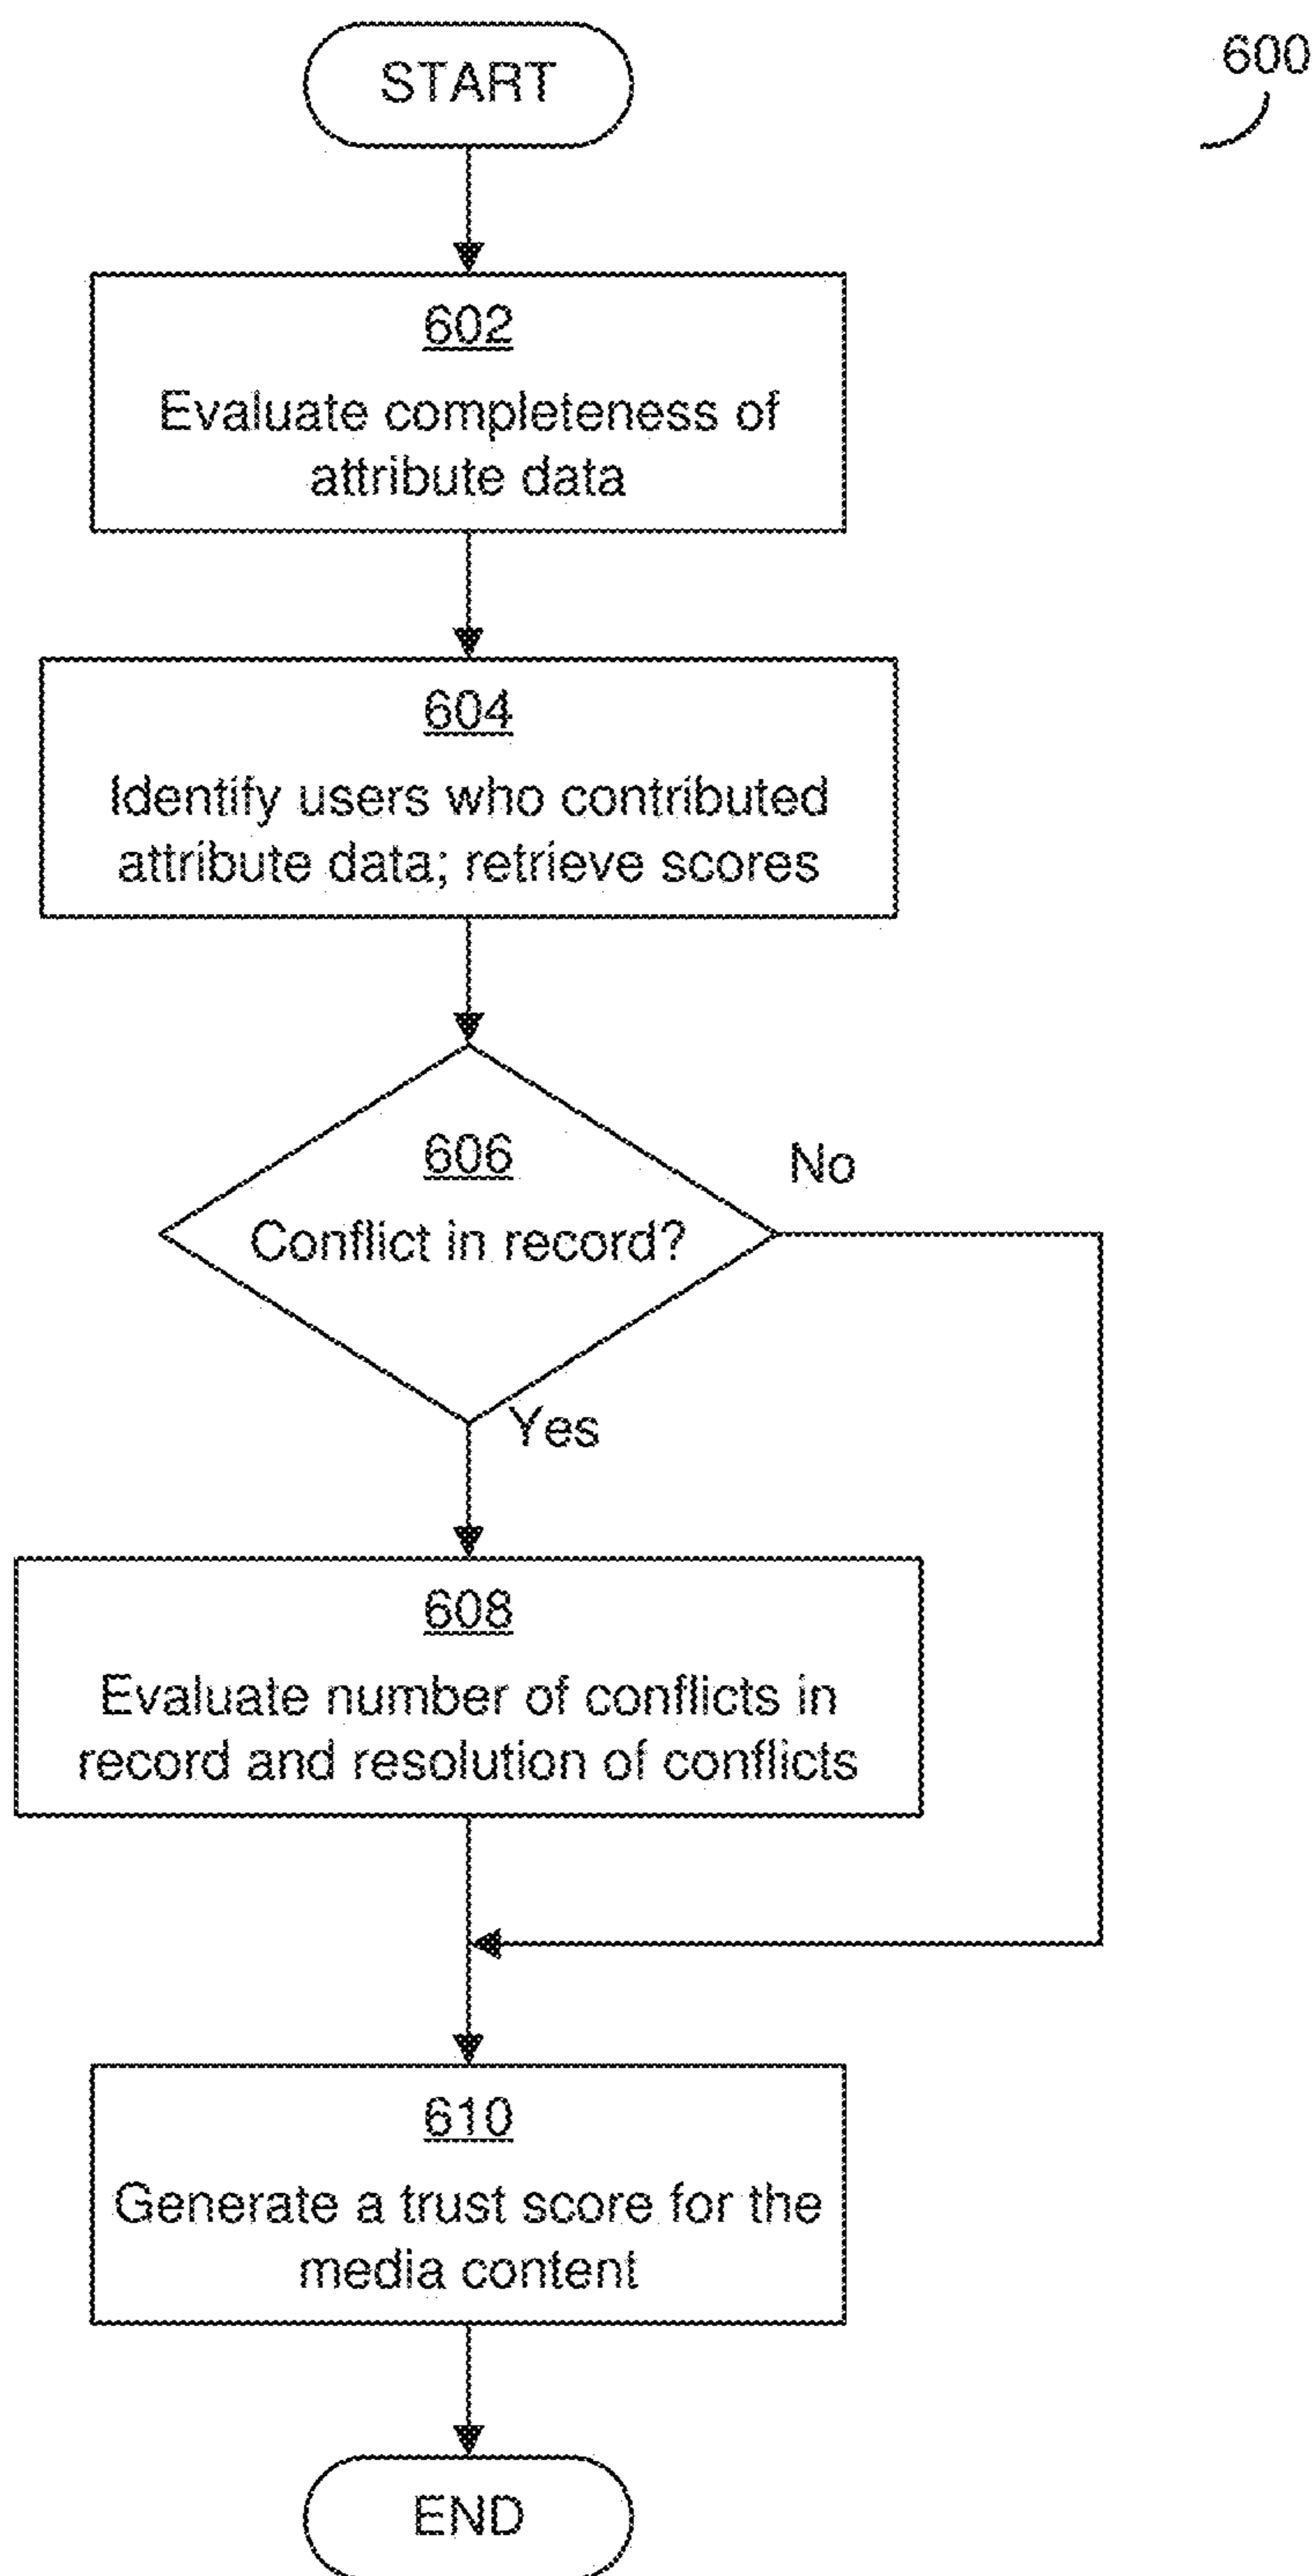 START
600
602
Evaluate completeness of
attribute data
604
Identify users who contributed
attribute data; retrieve scores
606
Conflict in record?
No
Yes
608
Evaluate number of conflicts in
record and resolution of conflicts
610
Generate a trust score for the
media content
END